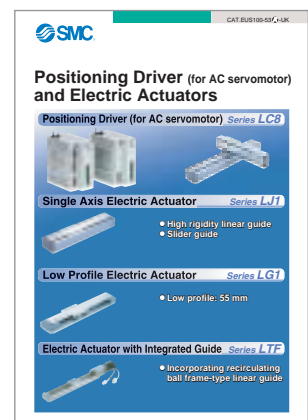 SMC
Positioning Driver (for AC servomotor)
and Electric Actuators
Positioning Driver (for AC servomotor) Series LC8
Single Axis Electric Actuator Series LJ1
● High rigidity linear guide
● Slider guide
Low Profile Electric Actuator Series LG1
● Low profile: 55 mm
Electric Actuator with Integrated Guide Series LTF
● Incorporating recirculating
ball frame-type linear guide